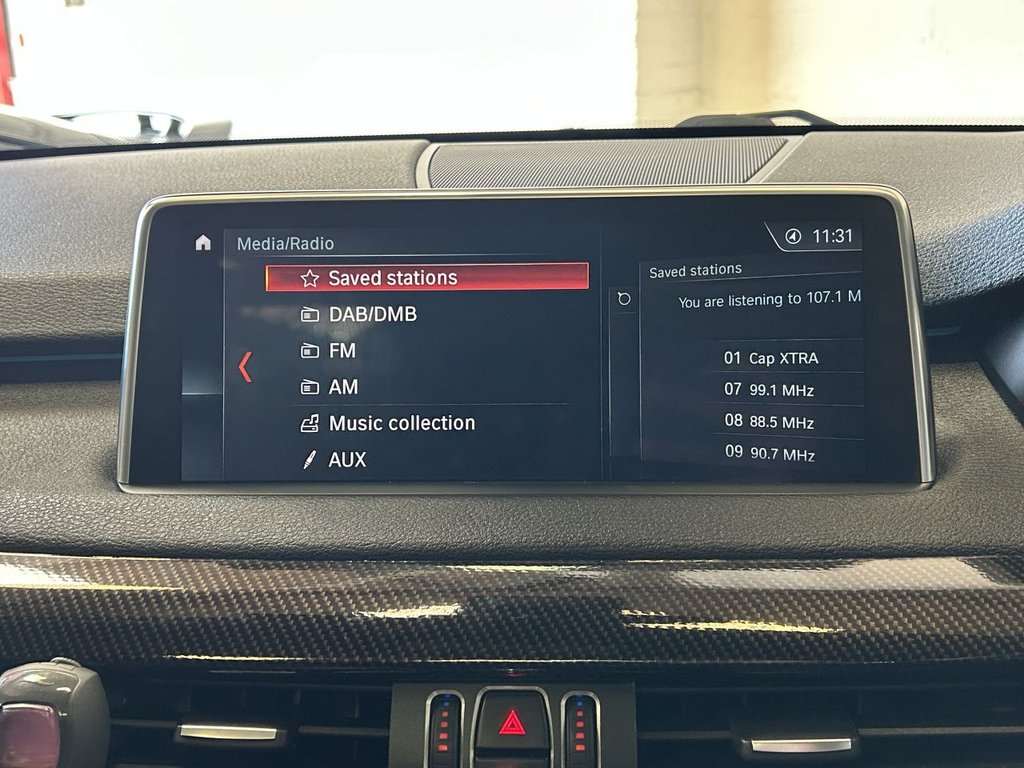 Media/Radio
11:31
Saved stations
DAB/DMB
FM
AM
Music collection
AUX
Saved stations
You are listening to 107.1 M
01 Cap XTRA
07 99.1 MHz
08 88.5 MHz
09 90.7 MHz